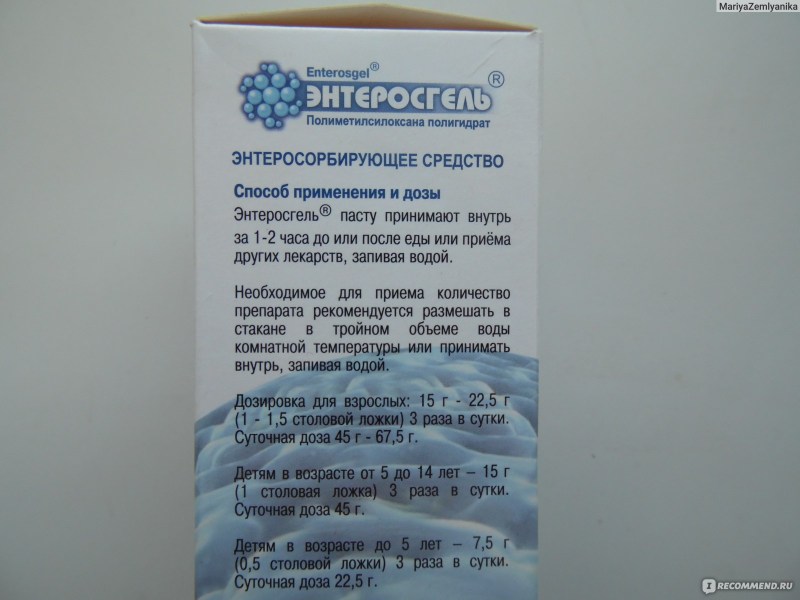 MariyaZemlyanika
Enterosgel®
ЭНТЕРОСГЕЛЬ®
Полиметилсилоксана полигидрат
ЭНТЕРОСОРБИРУЮЩЕЕ СРЕДСТВО
Способ применения и дозы
Энтеросгель® пасту принимают внутрь
за 1-2 часа до или после еды или приёма
других лекарств, запивая водой.
Необходимое для приема количество
препарата рекомендуется размешать в
стакане в тройном объеме воды
комнатной температуры или принимать
внутрь, запивая водой.
Дозировка для взрослых: 15 г - 22,5 г
(1 - 1,5 столовой ложки) 3 раза в сутки.
Суточная доза 45 г - 67,5 г.
Детям в возрасте от 5 до 14 лет – 15 г
(1 столовая ложка) 3 раза в сутки.
Суточная доза 45 г.
Детям в возрасте до 5 лет – 7,5 г
(0,5 столовой ложки) 3 раза в сутки.
Суточная доза 22,5 г.
IRECOMMEND.RU